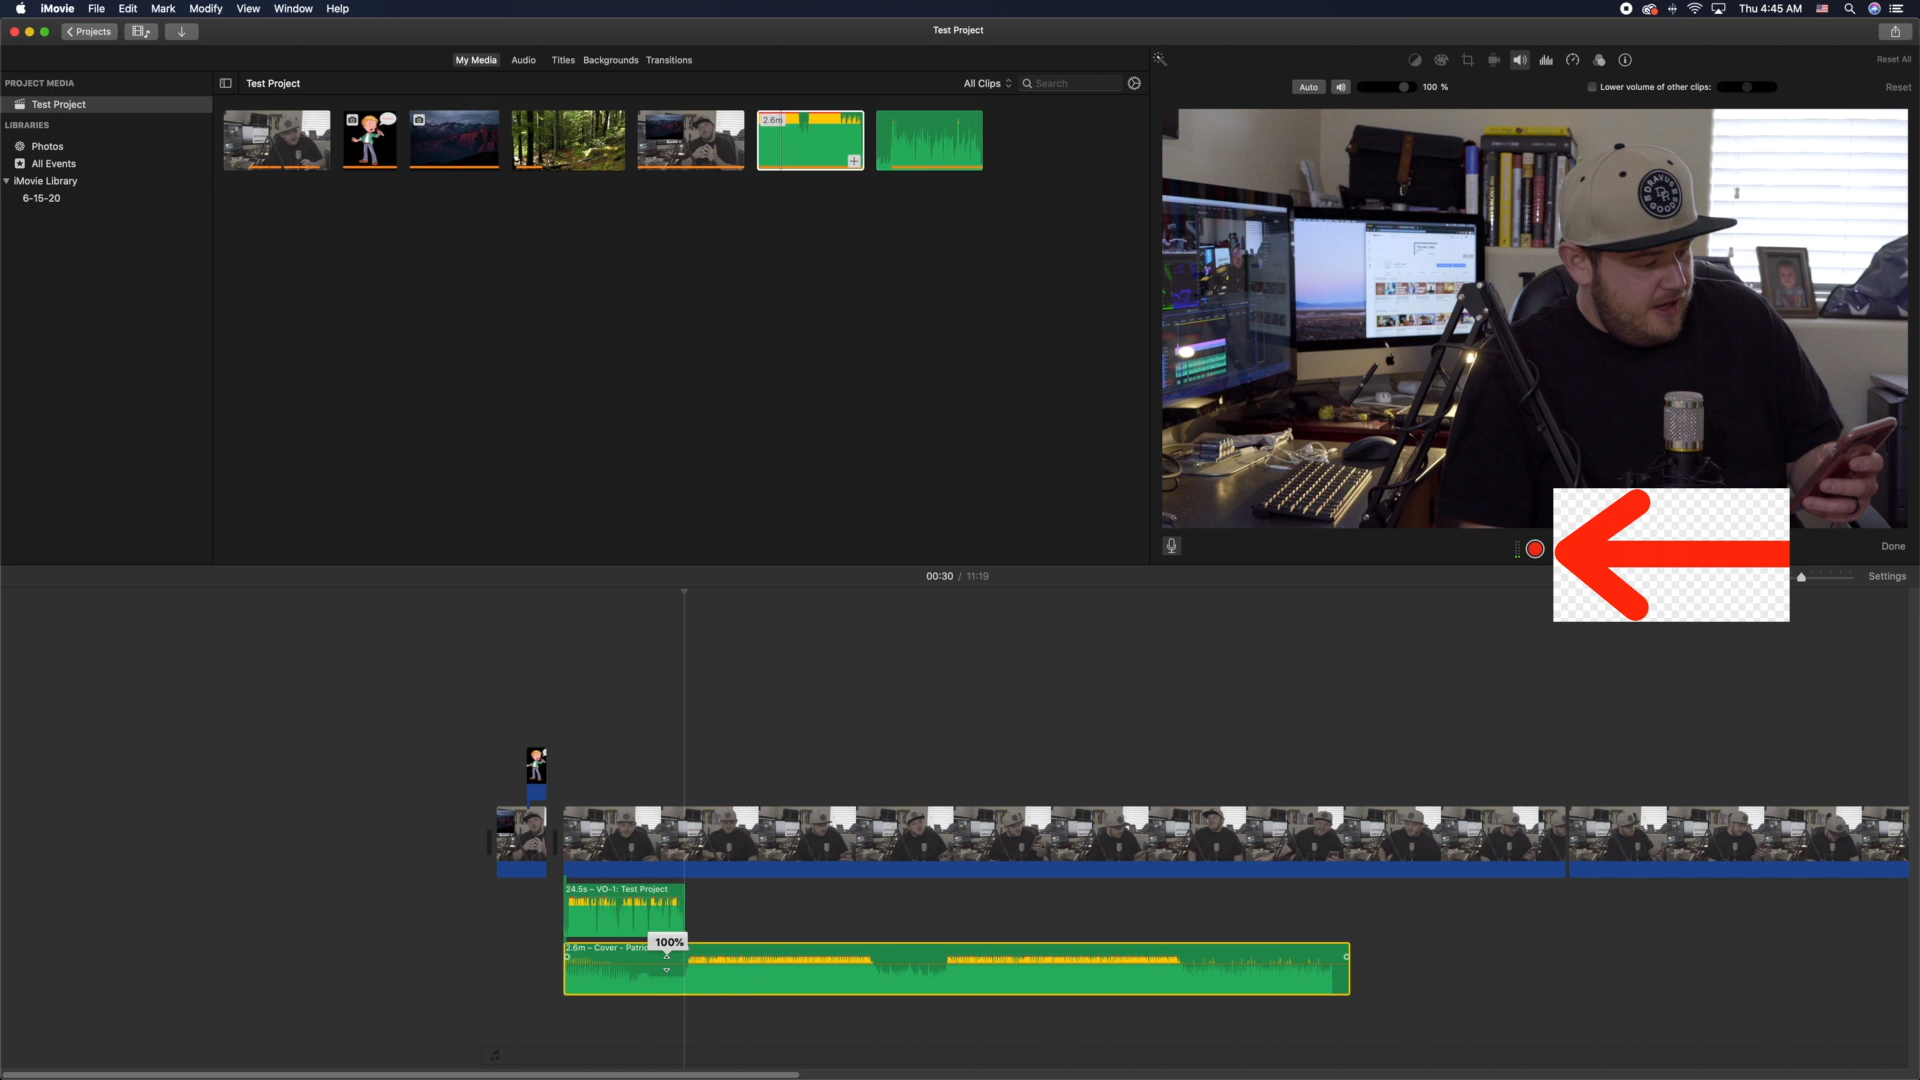 iMovie File Edit Mark Modify View Window Help
Thu 4:45 AM
Projects
Test Project
My Media Audio Titles Backgrounds Transitions
Reset All
PROJECT MEDIA
Test Project
All Clips
Search
Auto
100 %
Lower volume of other clips:
Reset
Test Project
LIBRARIES
Photos
All Events
iMovie Library
6-15-20
2.6m
DRAVUS
GOODS
Done
00:30 / 11:19
Settings
24.5s – VO-1: Test Project
100%
2.6m – Cover - Patric